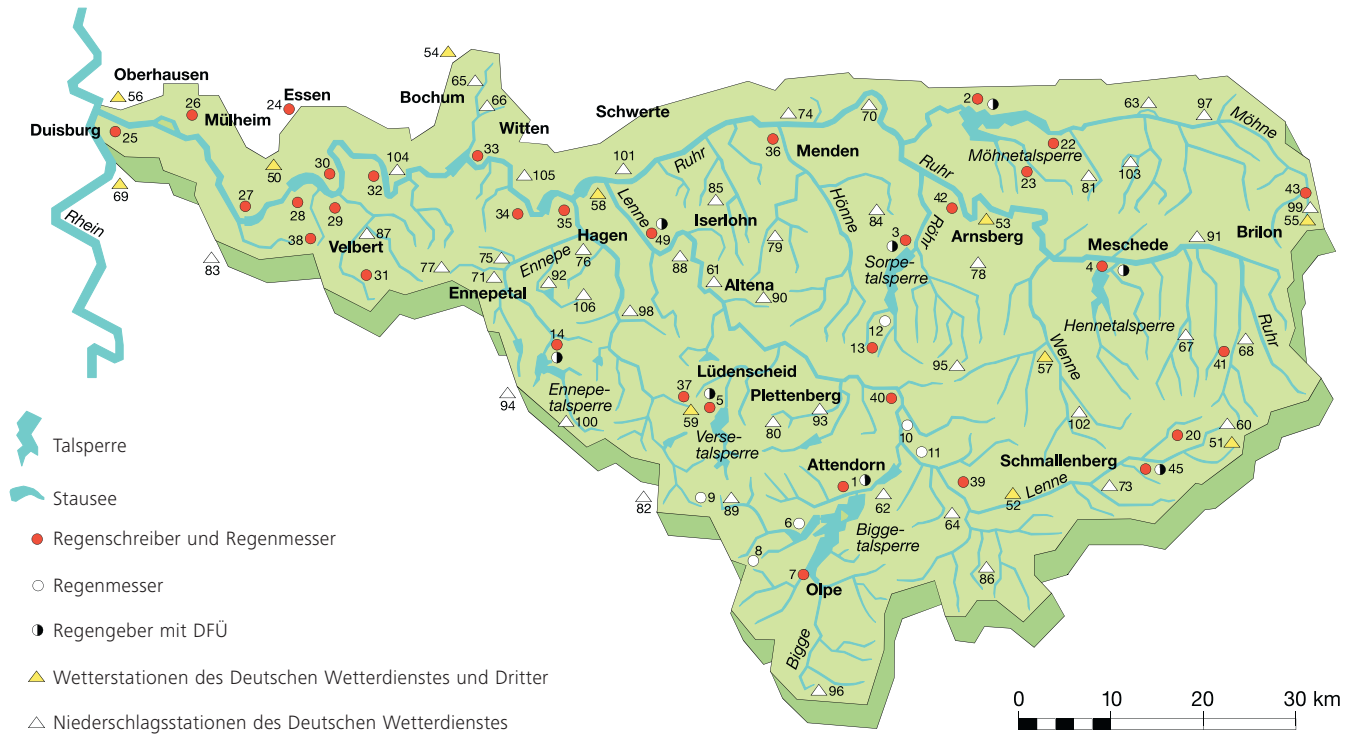 54
65
Oberhausen
56
26
Essen
24
Bochum
66
Mülheim
Duisburg
25
Witten
Schwerte
74
70
2
63
97
Möhne
33
36
Menden
22
Möhnetalsperre
23
103
81
50
30
104
32
105
101
Ruhr
Ruhr
69
27
28
29
34
35
58
Lenne
49
85
Iserlohn
Hönne
84
42
53
43
99
55
Rhein
38
Velbert
87
Hagen
3
Röhr
Arnsberg
Meschede
91
Brilon
83
77
75
31
Ennepe
76
88
79
Sorpe-
talsperre
78
4
71
92
61
Altena
90
Ennepetal
106
98
12
Hennetalsperre
67
68
Ruhr
14
13
95
57
Wenne
41
94
Ennepe-
talsperre
Lüdenscheid
37
5
59
Plettenberg
40
100
Verse-
talsperre
80
93
10
102
60
20
51
11
Attendorn
1
Schmallenberg
45
39
Talsperre
82
9
89
62
52
Lenne
73
Stausee
6
Bigge-
talsperre
64
Regenschreiber und Regenmesser
8
7
Olpe
86
Regenmesser
Regengeber mit DFÜ
Bigge
Wetterstationen des Deutschen Wetterdienstes und Dritter
96
Niederschlagsstationen des Deutschen Wetterdienstes
0 10 20 30 km